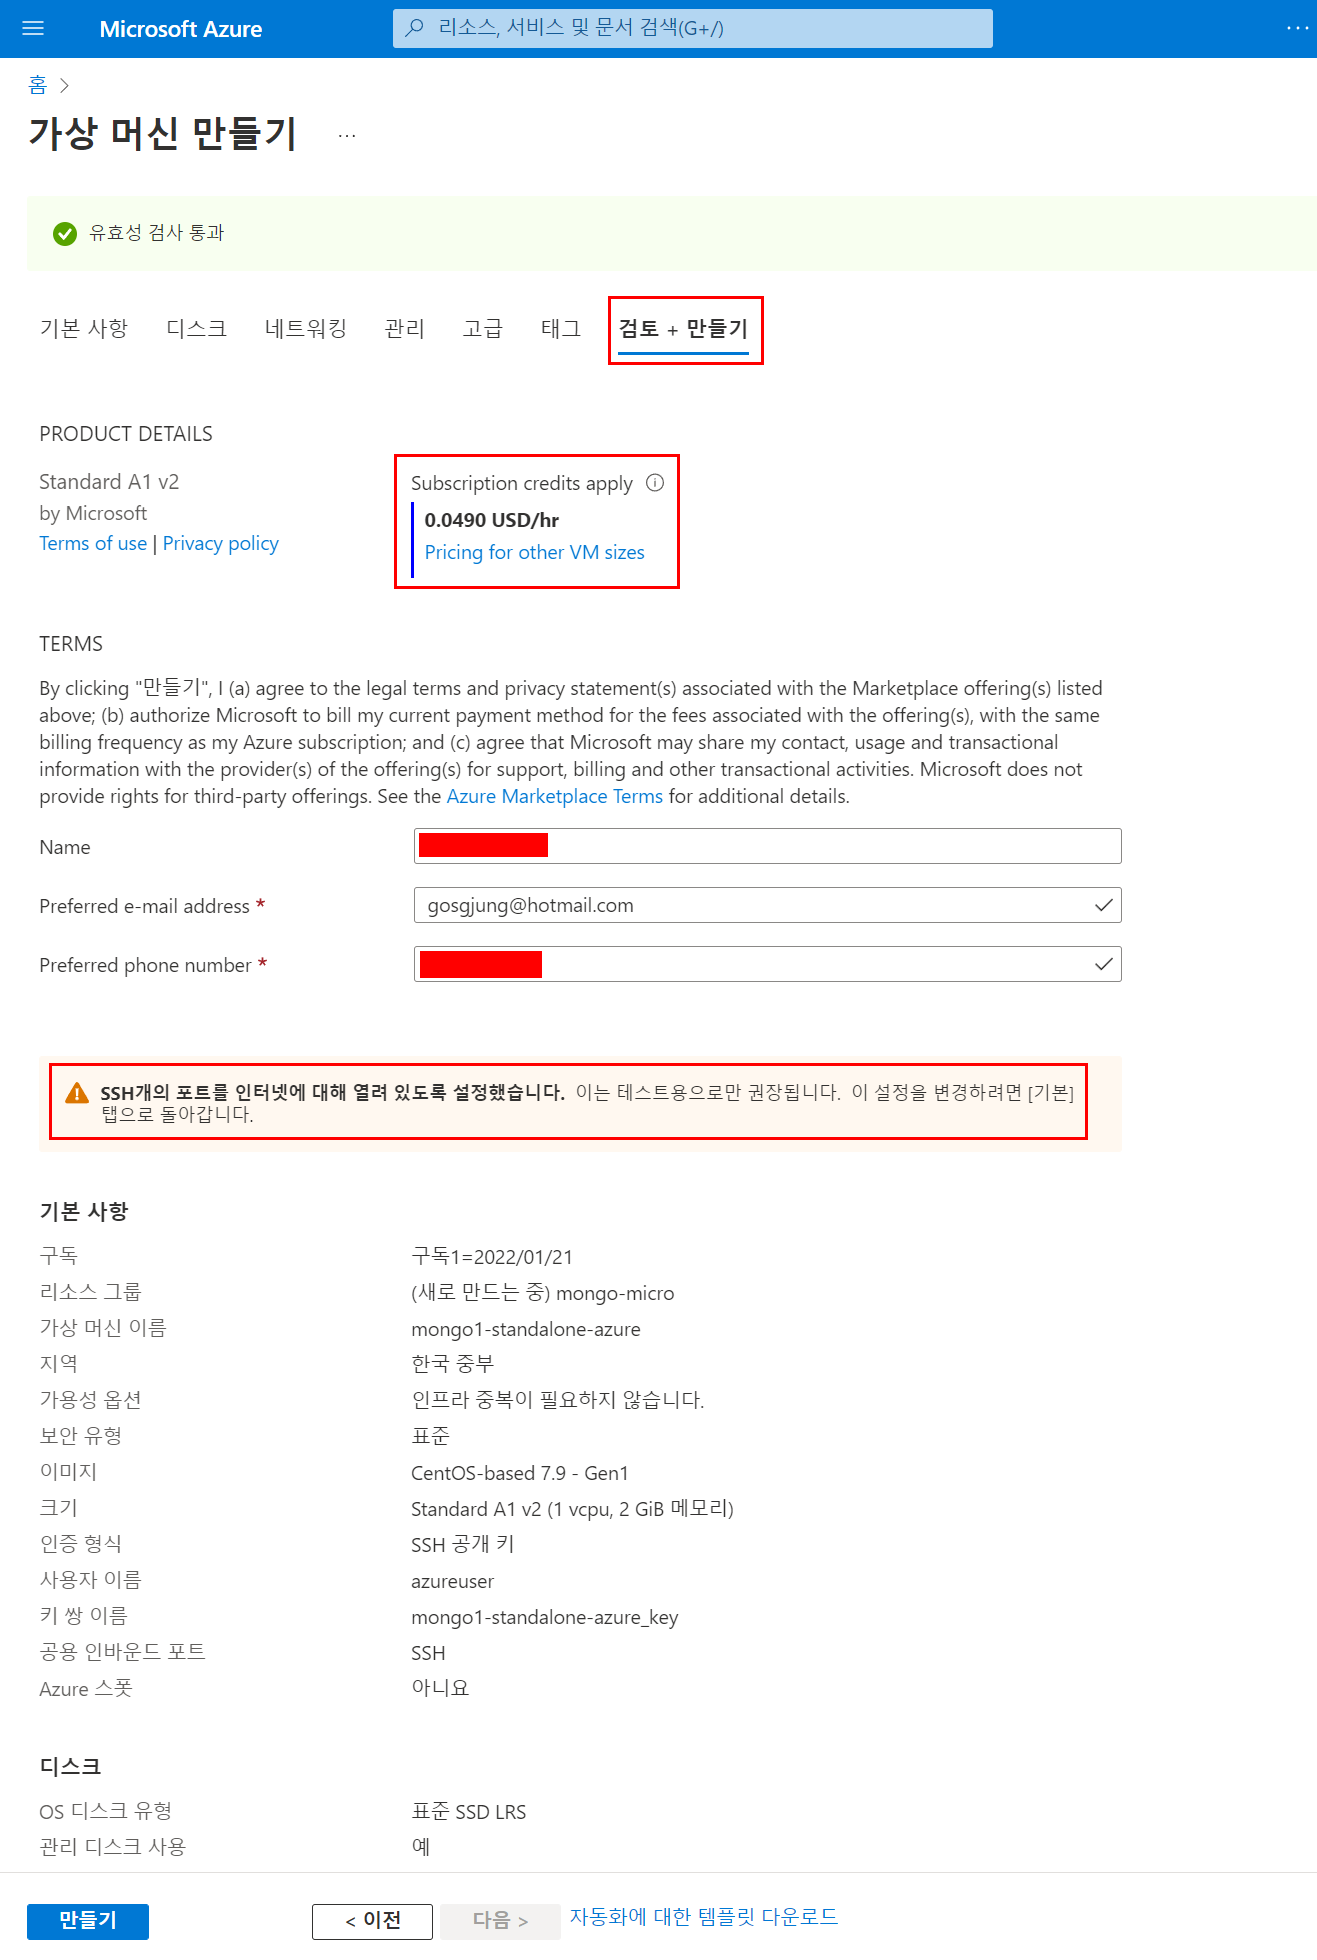 Microsoft Azure
리소스, 서비스 및 문서 검색(G+/)
...
홈 >
가상 머신 만들기 ...
유효성 검사 통과
기본 사항 디스크 네트워킹 관리 고급 태그 검토 + 만들기
PRODUCT DETAILS
Standard A1 v2
by Microsoft
Terms of use | Privacy policy
Subscription credits apply
0.0490 USD/hr
Pricing for other VM sizes
TERMS
By clicking "만들기", I (a) agree to the legal terms and privacy statement(s) associated with the Marketplace offering(s) listed
above; (b) authorize Microsoft to bill my current payment method for the fees associated with the offering(s), with the same
billing frequency as my Azure subscription; and (c) agree that Microsoft may share my contact, usage and transactional
information with the provider(s) of the offering(s) for support, billing and other transactional activities. Microsoft does not
provide rights for third-party offerings. See the Azure Marketplace Terms for additional details.
Name
Preferred e-mail address * gosgjung@hotmail.com
Preferred phone number *
SSH개의 포트를 인터넷에 대해 열려 있도록 설정했습니다. 이는 테스트용으로만 권장됩니다. 이 설정을 변경하려면 [기본]
탭으로 돌아갑니다.
기본 사항
구독 구독1=2022/01/21
리소스 그룹 (새로 만드는 중) mongo-micro
가상 머신 이름 mongo1-standalone-azure
지역 한국 중부
가용성 옵션 인프라 중복이 필요하지 않습니다.
보안 유형 표준
이미지 CentOS-based 7.9 - Gen1
크기 Standard A1 v2 (1 vcpu, 2 GiB 메모리)
인증 형식 SSH 공개 키
사용자 이름 azureuser
키 쌍 이름 mongo1-standalone-azure_key
공용 인바운드 포트 SSH
Azure 스폿 아니요
디스크
OS 디스크 유형 표준 SSD LRS
관리 디스크 사용 예
만들기 < 이전 다음 > 자동화에 대한 템플릿 다운로드